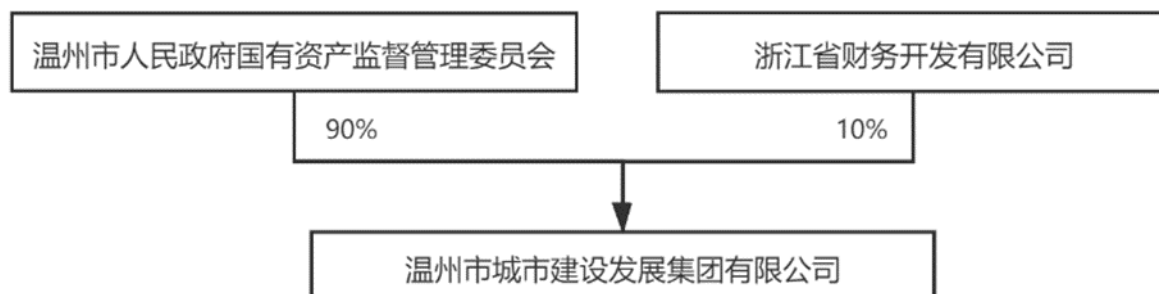 温州市人民政府国有资产监督管理委员会
浙江省财务开发有限公司
90%
10%
温州市城市建设发展集团有限公司